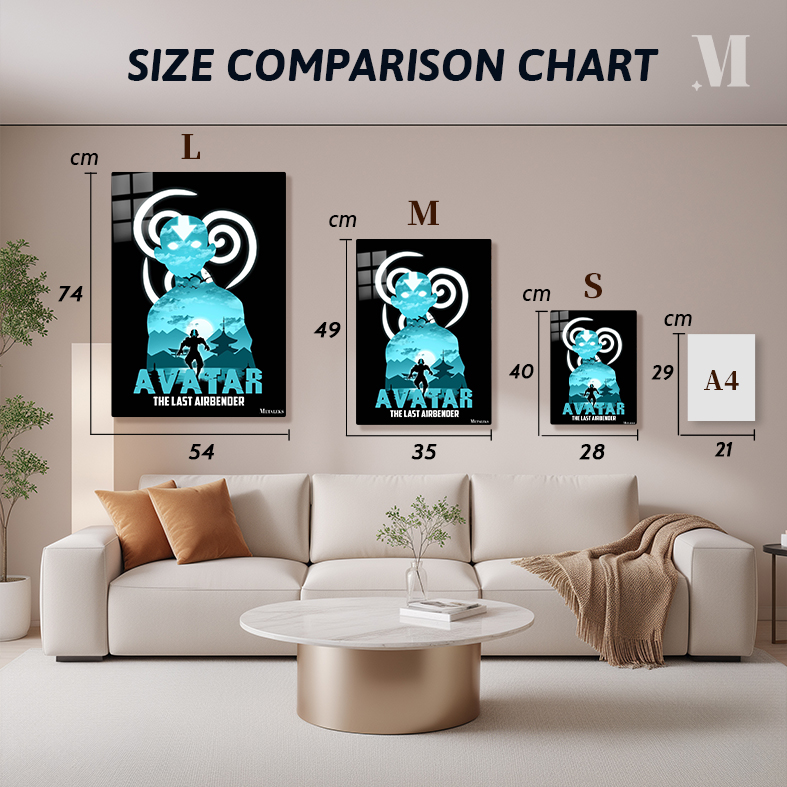 SIZE COMPARISON CHART
M
L
cm
74
54
AVATAR
THE LAST AIRBENDER
METALUXS
M
cm
49
35
AVATAR
THE LAST AIRBENDER
S
cm
40
28
AVATAR
THE LAST AIRBENDER
cm
29
A4
21